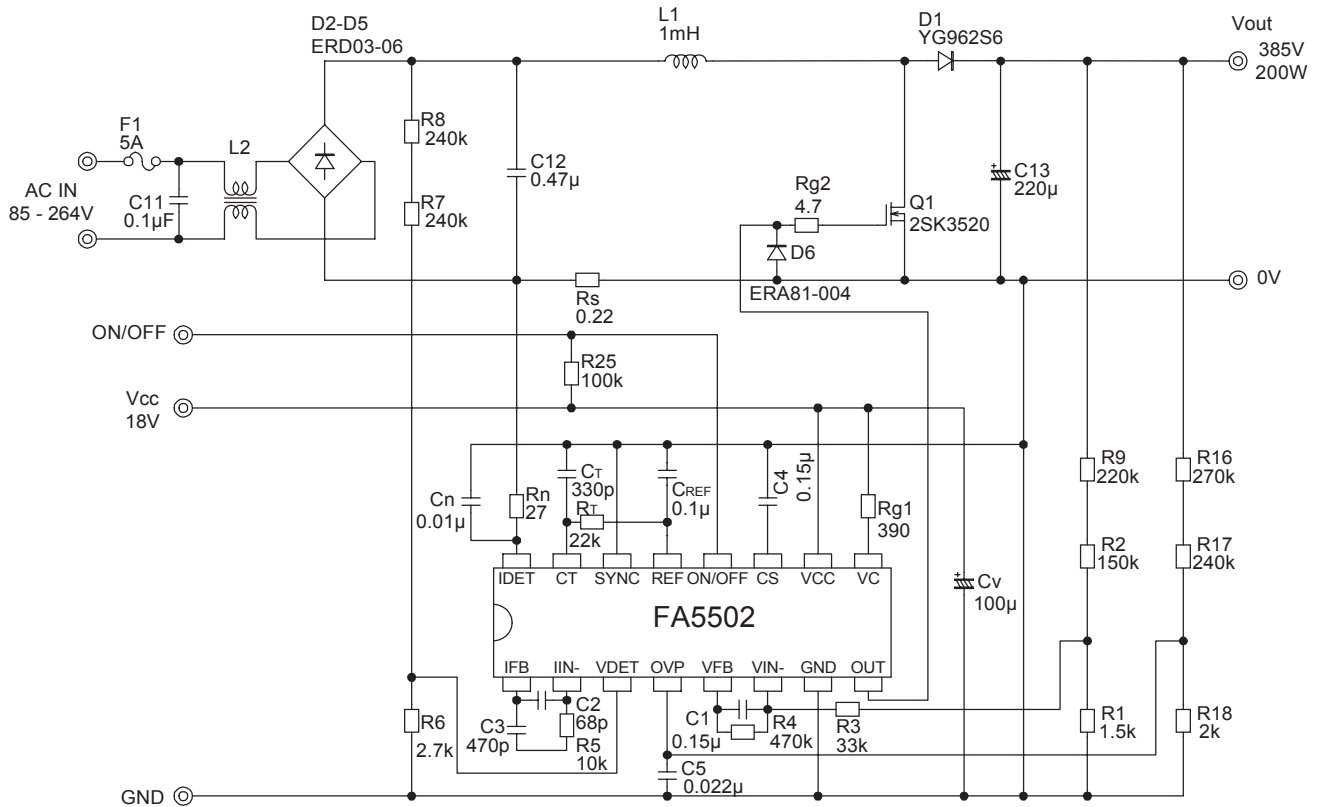 D2-D5
ERD03-06
L1
1mH
D1
YG962S6
Vout
385V
200W
F1
5A
L2
R8
240k
C12
0.47µ
AC IN
85 - 264V
C11
0.1µF
R7
240k
Rg2
4.7
Q1
2SK3520
C13
220µ
D6
ERA81-004
0V
Rs
0.22
ON/OFF
R25
100k
Vcc
18V
Cn
0.01µ
Rn
27
CT
330p
RT
22k
CREF
0.1µ
C4
0.15µ
Rg1
390
R9
220k
R16
270k
R2
150k
R17
240k
IDET CT SYNC REF ON/OFF CS VCC VC
FA5502
Cv
100µ
IFB IIN- VDET OVP VFB VIN- GND OUT
R6
2.7k
C3
470p
C2
68p
R5
10k
C1
0.15µ
R4
470k
R3
33k
R1
1.5k
R18
2k
C5
0.022µ
GND
+
+